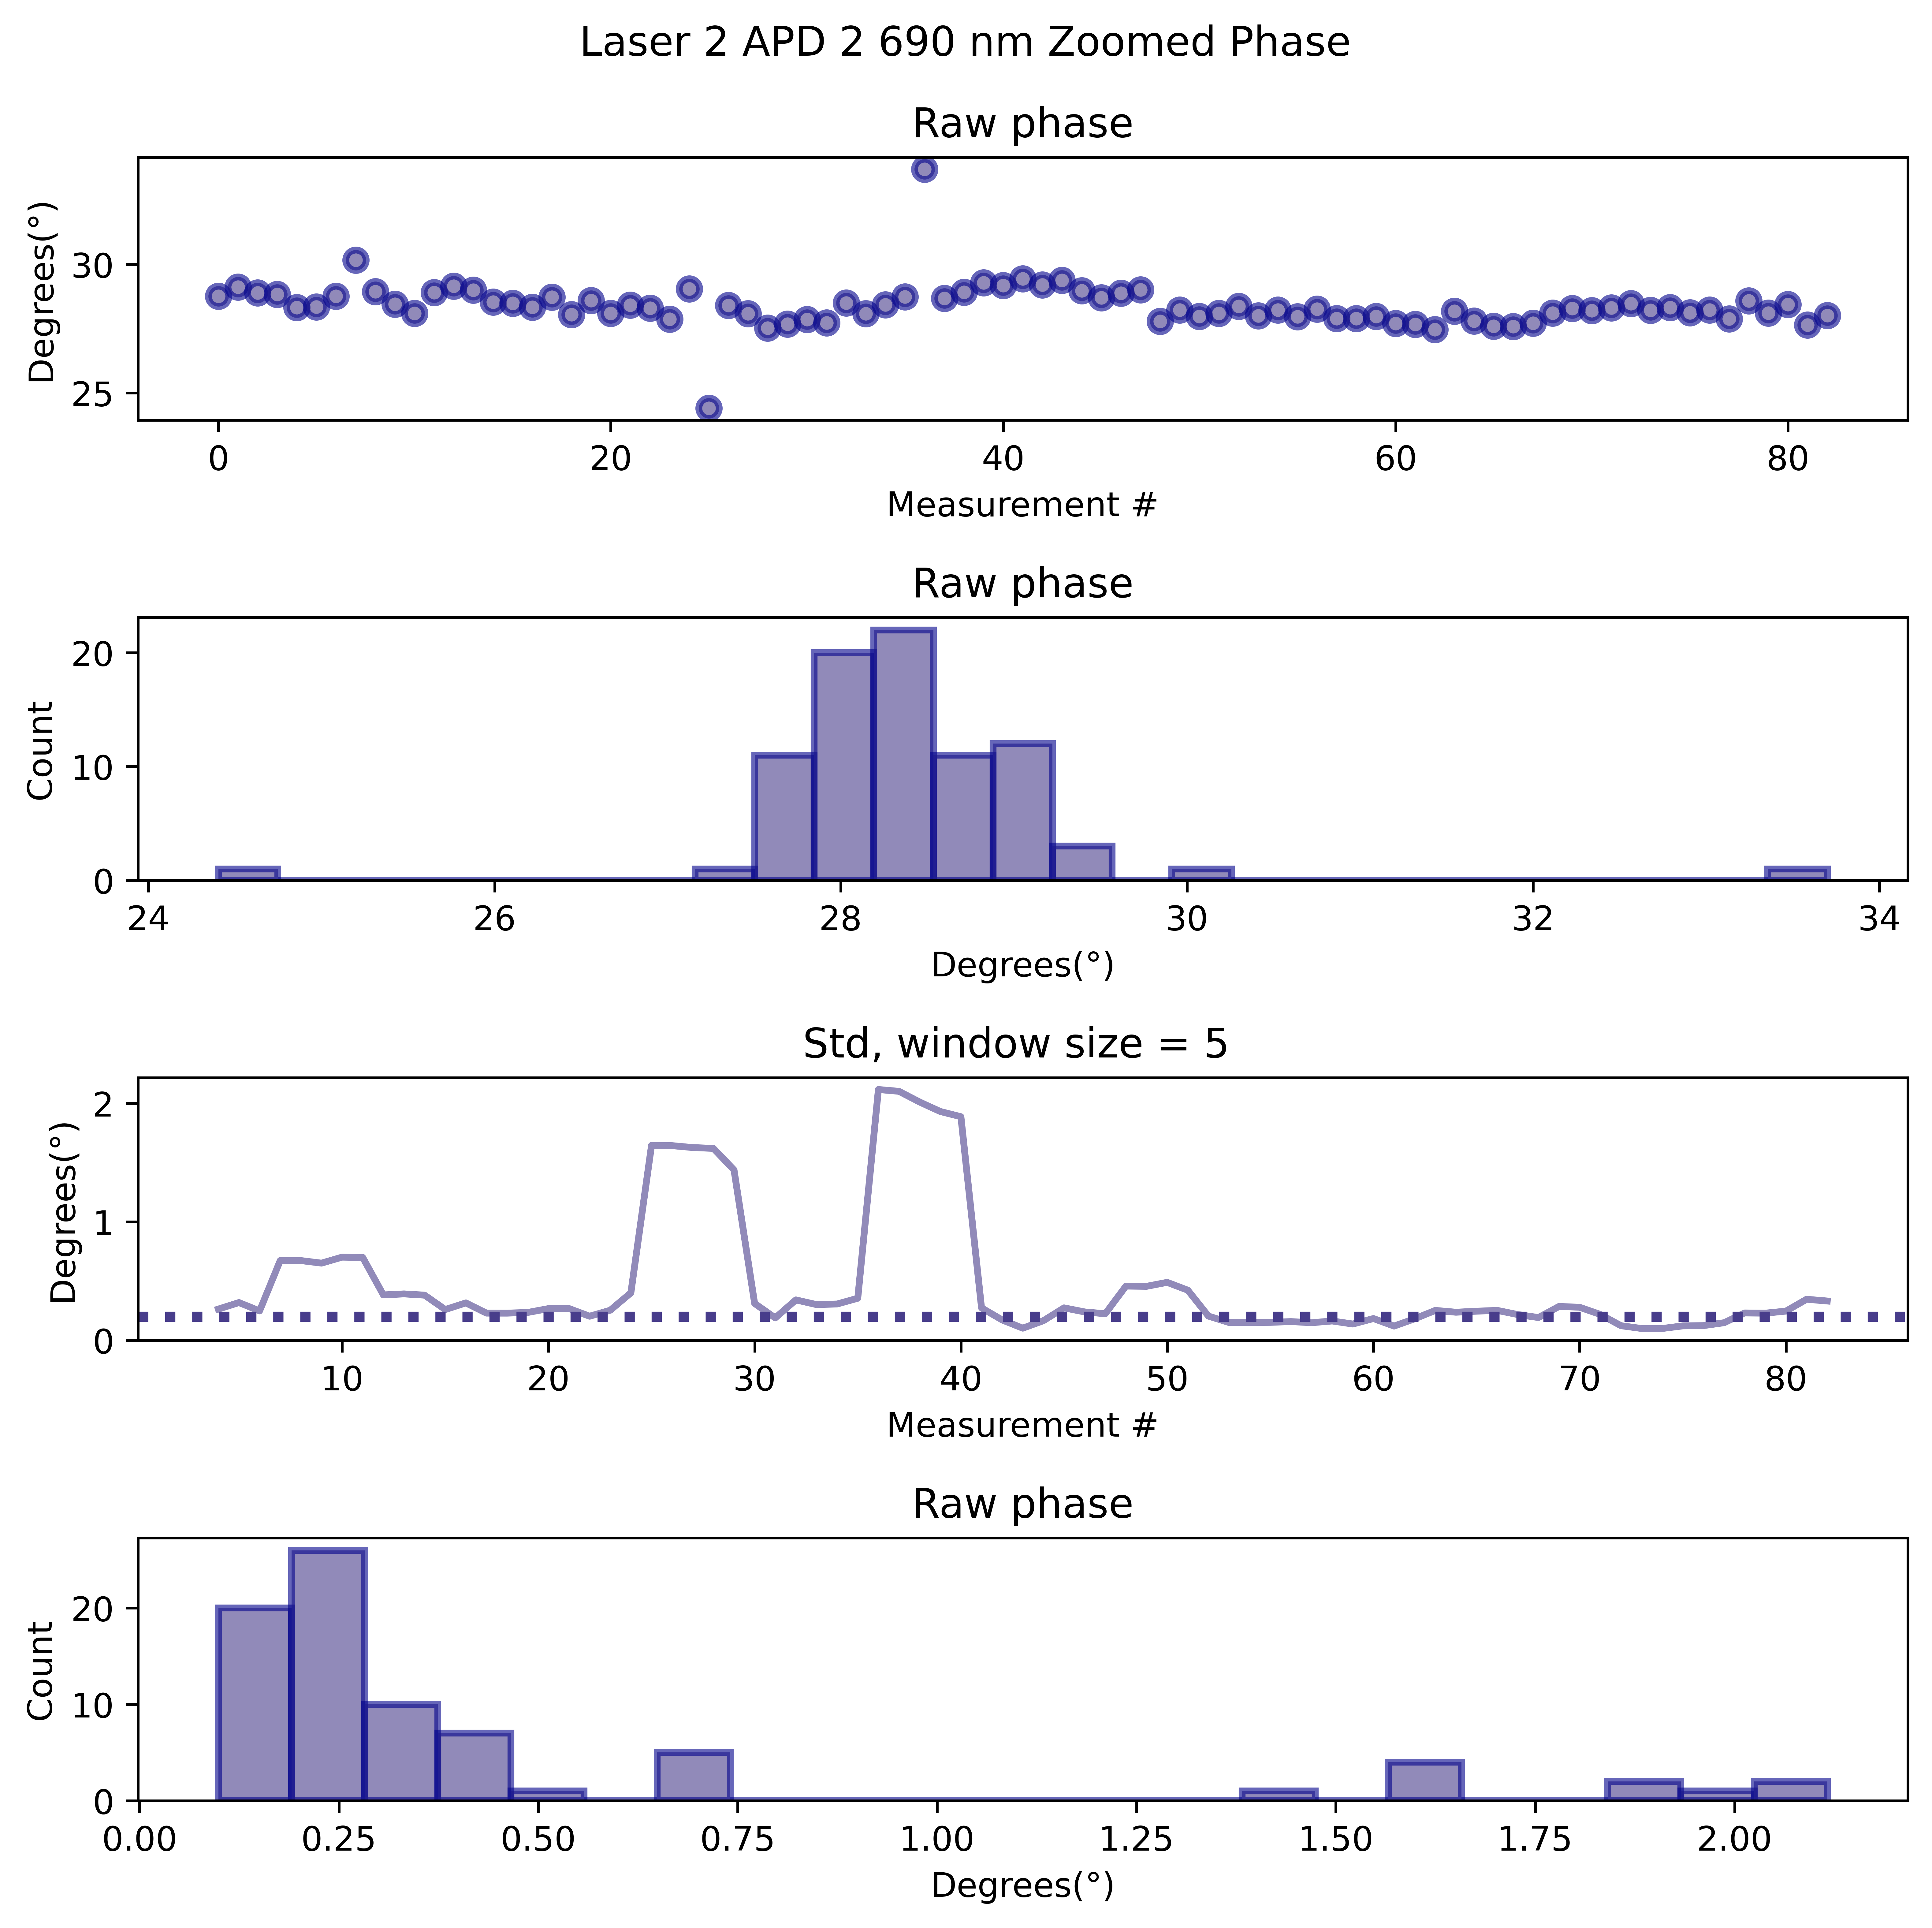 Laser 2 APD 2 690 nm Zoomed Phase
Raw phase
Degrees(°)
30
25
0 20 40 60 80
Measurement #
Raw phase
Count
20
10
0
24 26 28 30 32 34
Degrees(°)
Std, window size = 5
Degrees(°)
2
1
0
10 20 30 40 50 60 70 80
Measurement #
Raw phase
Count
20
10
0
0.00 0.25 0.50 0.75 1.00 1.25 1.50 1.75 2.00
Degrees(°)